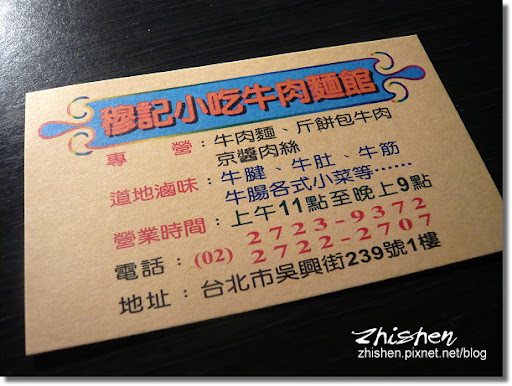 穆記小吃牛肉麵館
專　營：牛肉麵、斤餅包牛肉
京醬肉絲
道地滷味：牛腱、牛肚、牛筋
牛腸各式小菜等……
營業時間：上午11點至晚上9點
電話：(02) 2723-9372
2722-2707
地址：台北市吳興街239號1樓
zhishen
zhishen.pixnet.net/blog